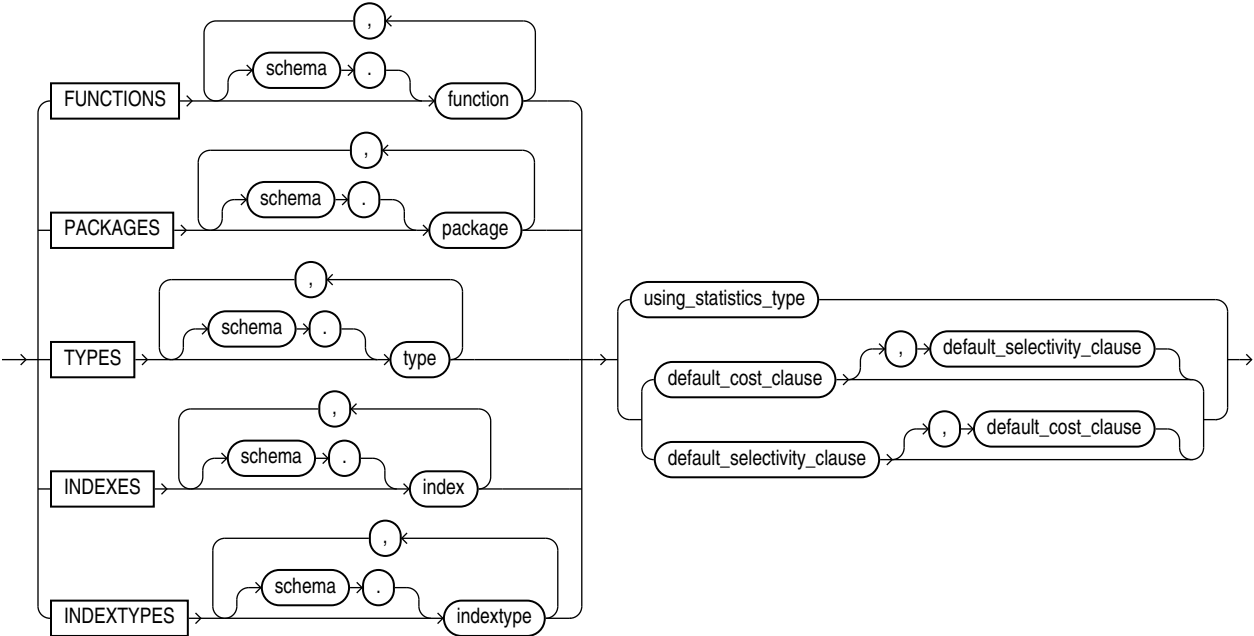 ,
schema .
FUNCTIONS function
,
schema .
PACKAGES package
,
schema .
TYPES type
,
schema .
INDEXES index
,
schema .
INDEXTYPES indextype
using_statistics_type
, default_selectivity_clause
default_cost_clause
, default_cost_clause
default_selectivity_clause